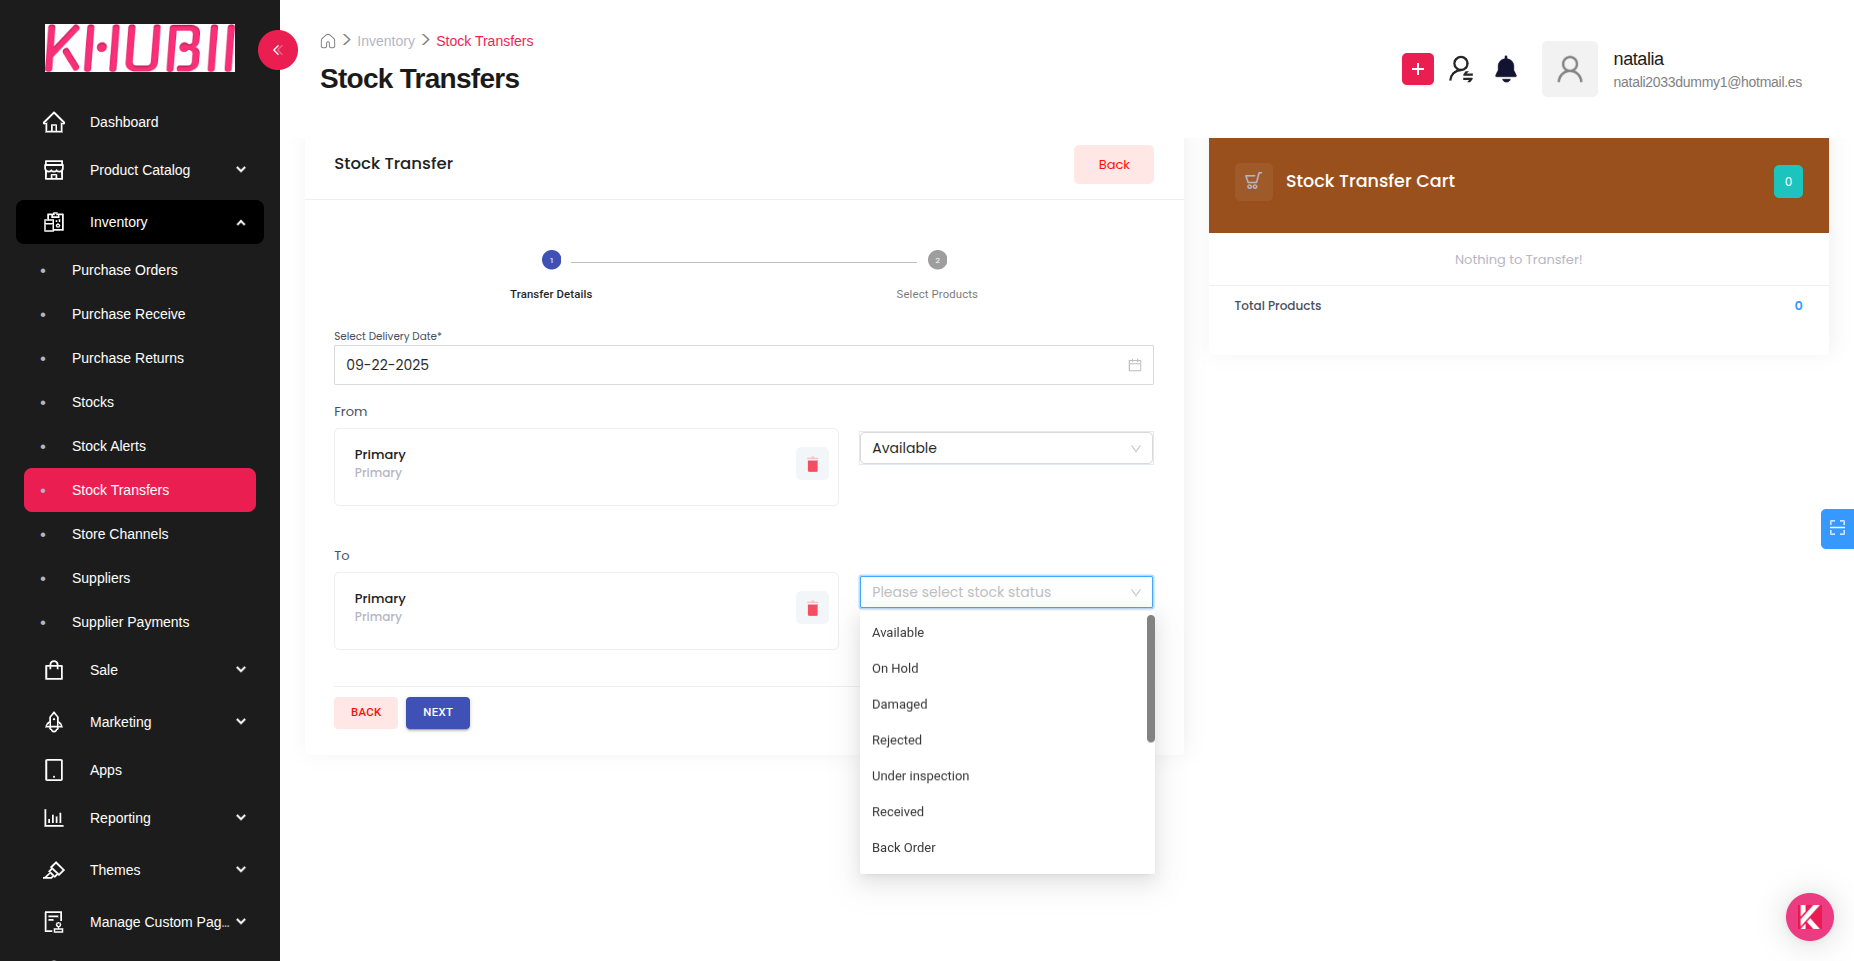 KHUBII
Dashboard
Product Catalog
Inventory
Purchase Orders
Purchase Receive
Purchase Returns
Stocks
Stock Alerts
Stock Transfers
Store Channels
Suppliers
Supplier Payments
Sale
Marketing
Apps
Reporting
Themes
Manage Custom Pag...
Inventory
Stock Transfers
Stock Transfers
natalia
natali2033dummy1@hotmail.es
Stock Transfer
Back
1
2
Transfer Details
Select Products
Select Delivery Date*
09-22-2025
From
Primary
Primary
Available
To
Primary
Primary
Please select stock status
Available
On Hold
Damaged
Rejected
Under inspection
Received
Back Order
BACK
NEXT
Stock Transfer Cart
0
Nothing to Transfer!
Total Products
0
K